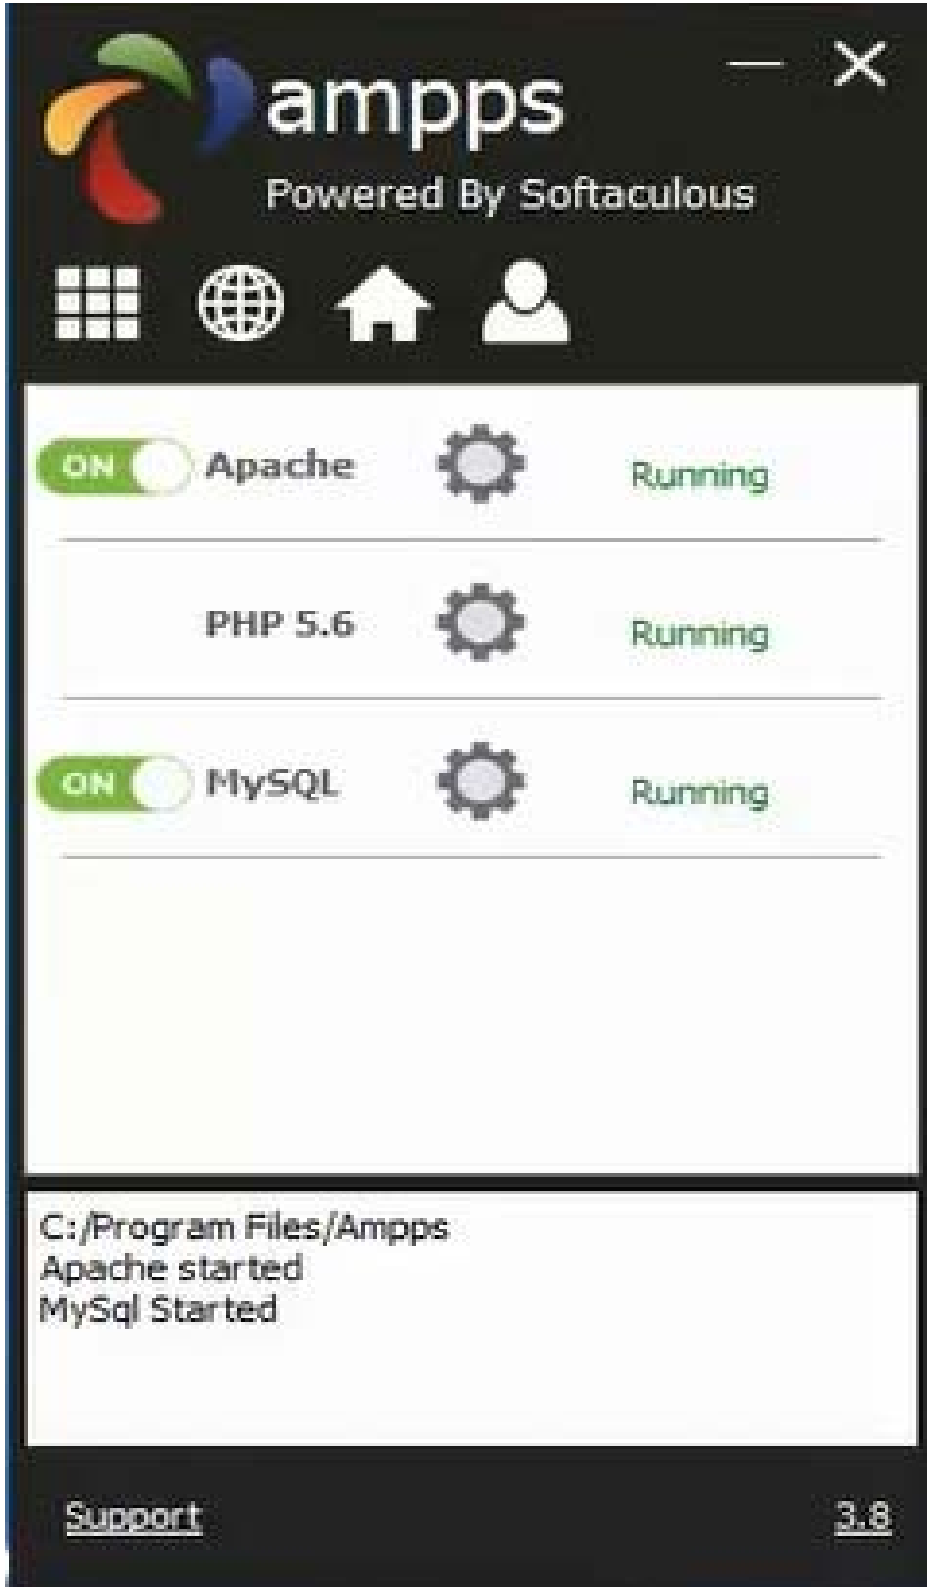 ampps
Powered By Softaculous
ON Apache Running
PHP 5.6 Running
ON MySQL Running
C:/Program Files/Ampps
Apache started
MySql Started
Support 3.8